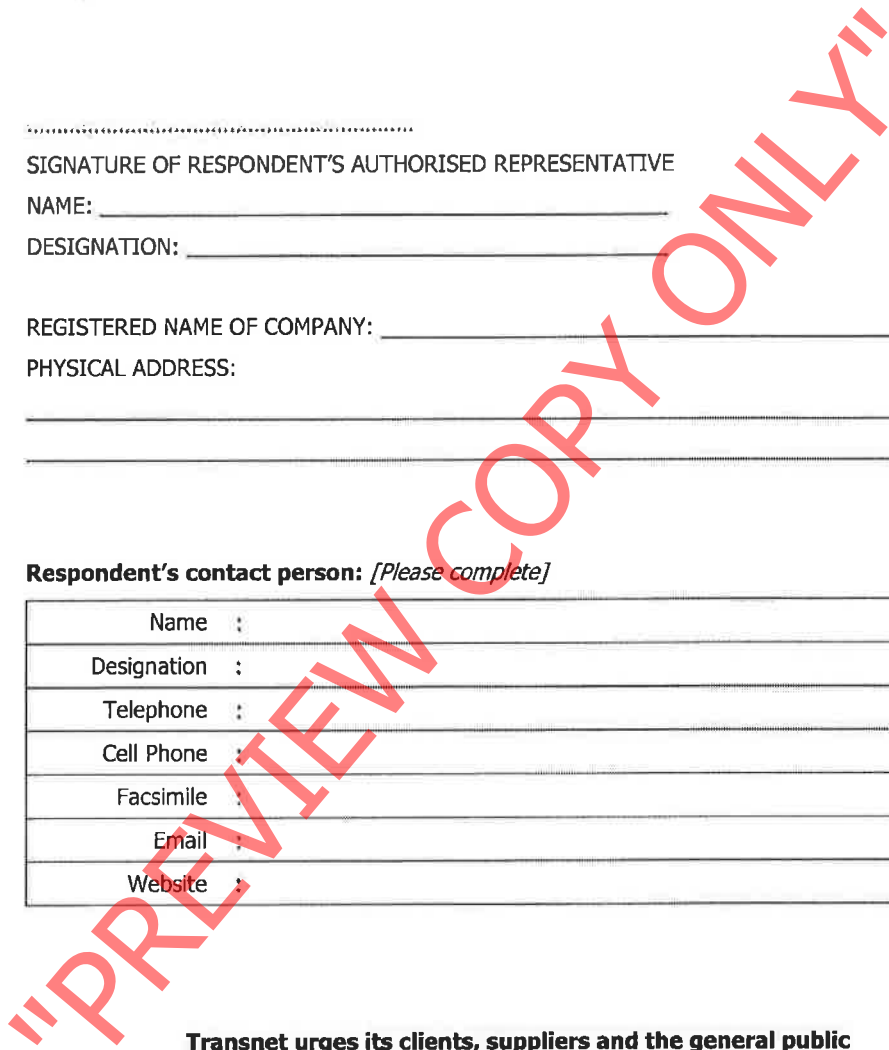 SIGNATURE OF RESPONDENT'S AUTHORISED REPRESENTATIVE
NAME:
DESIGNATION:
REGISTERED NAME OF COMPANY:
PHYSICAL ADDRESS:
Respondent's contact person: [Please complete]
Name :
Designation :
Telephone :
Cell Phone :
Facsimile :
Email :
Website :
Transnet urges its clients, suppliers and the general public
"PREVIEW COPY ONLY"